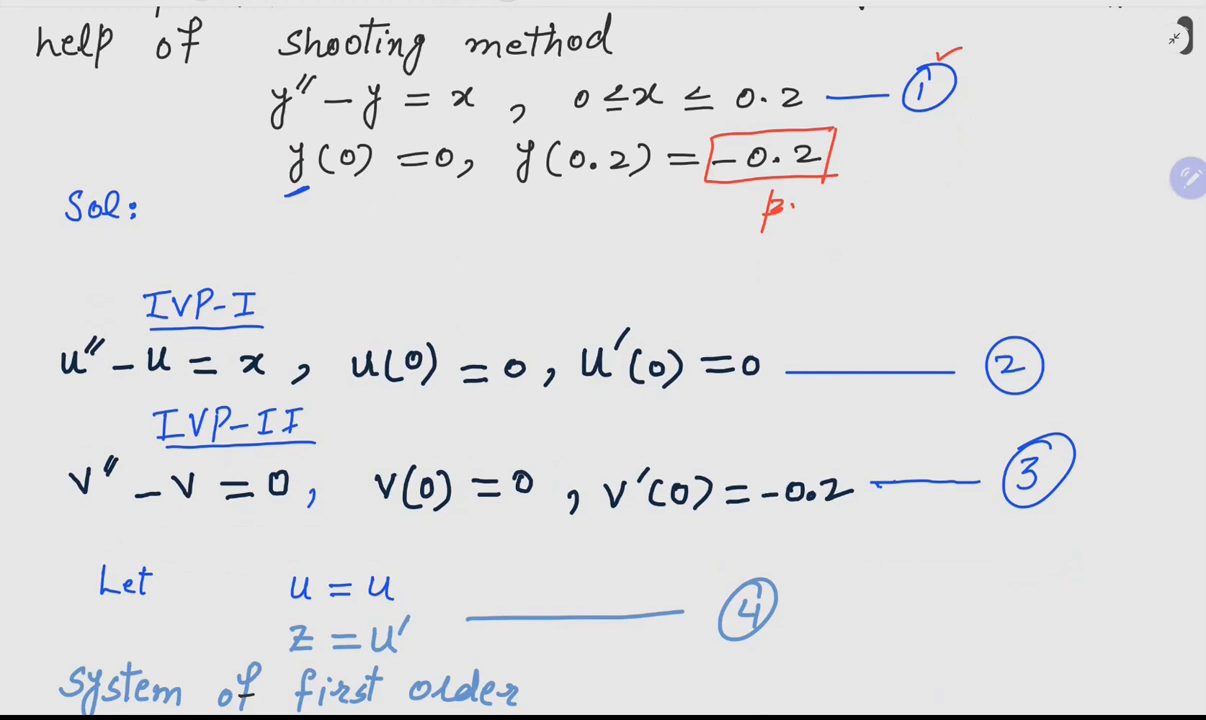 help of shooting method
y″ − y = x , 0 ≤ x ≤ 0.2 —— 1
y(0) = 0, y(0.2) = −0.2
Sol:
IVP-I
u″ − u = x , u(0) = 0, u′(0) = 0 —— 2
IVP-II
v″ − v = 0, v(0) = 0, v′(0) = −0.2 —— 3
Let u = u
z = u′ —— 4
system of first order